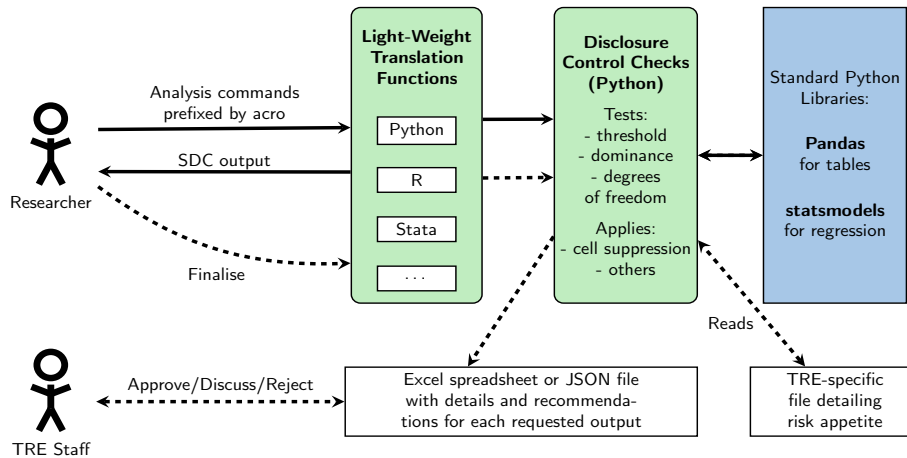 Light-Weight
Translation
Functions
Python
R
Stata
. . .
Disclosure
Control Checks
(Python)
Tests:
- threshold
- dominance
- degrees
of freedom
Applies:
- cell suppression
- others
Standard Python
Libraries:
Pandas
for tables
statsmodels
for regression
Analysis commands
prefixed by acro
SDC output
Researcher
Finalise
Reads
Approve/Discuss/Reject
TRE Staff
Excel spreadsheet or JSON file
with details and recommenda-
tions for each requested output
TRE-specific
file detailing
risk appetite